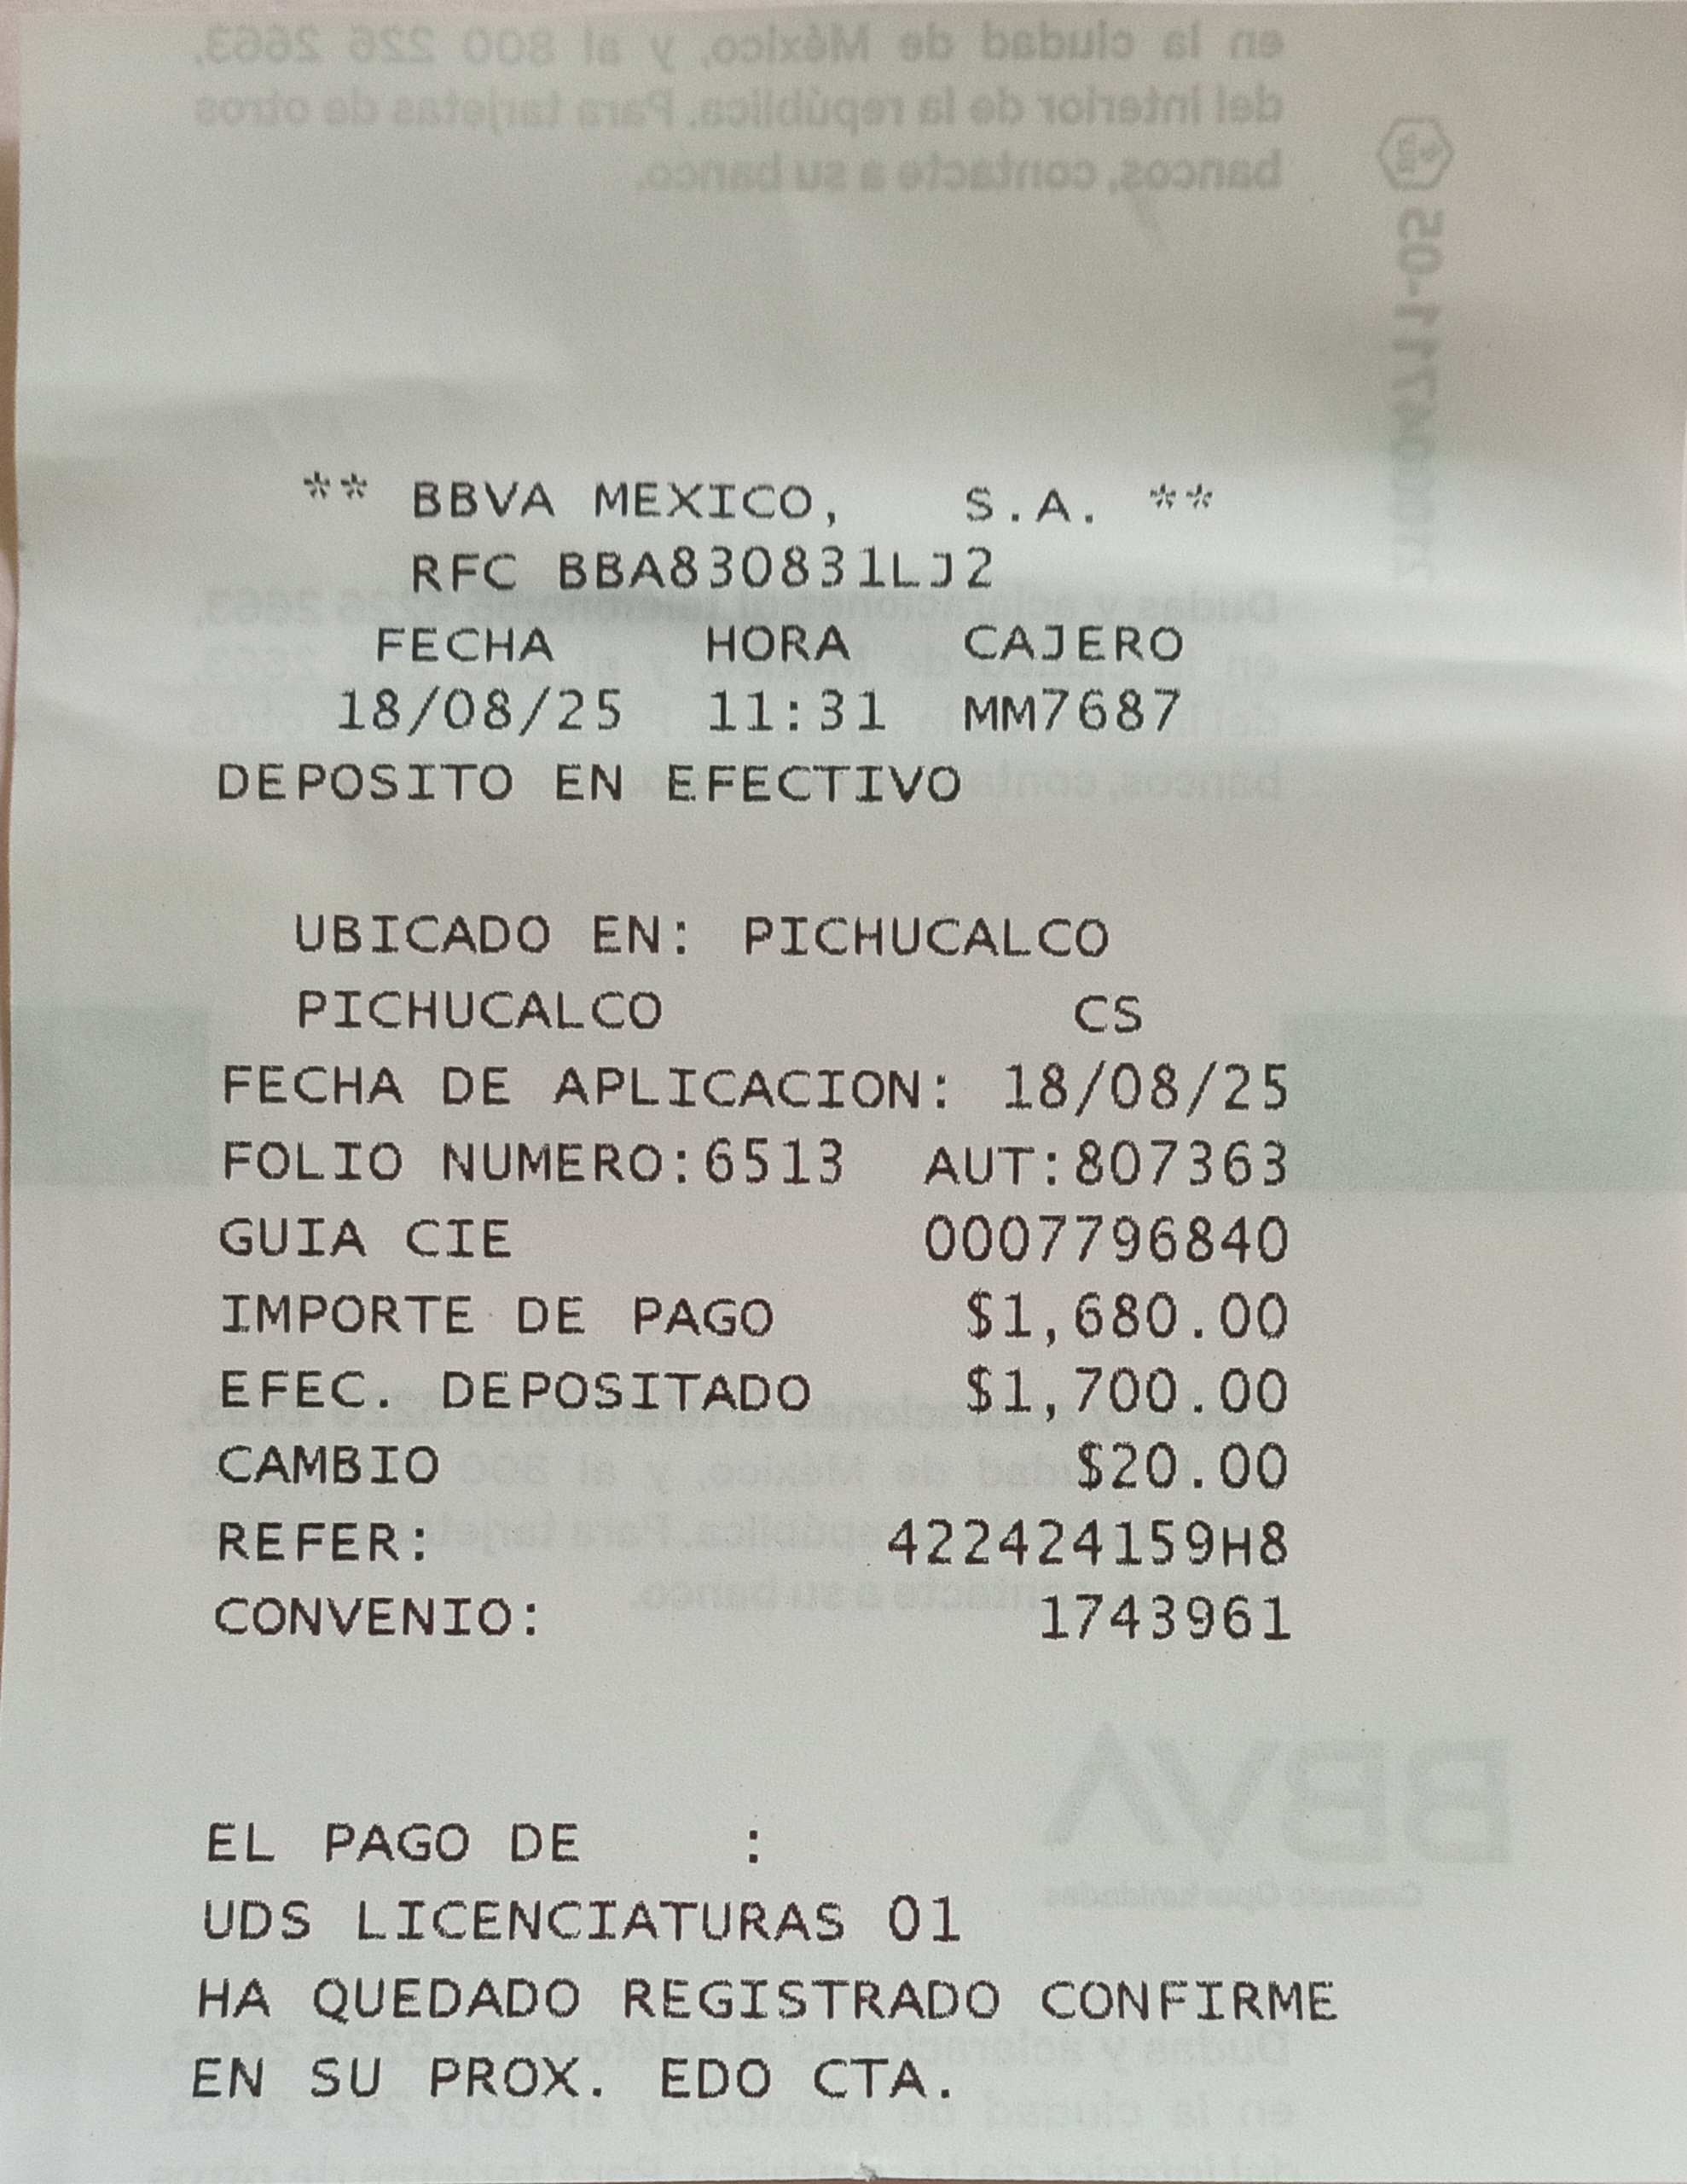 ** BBVA MEXICO, S.A. **
RFC BBA830831LJ2
FECHA HORA CAJERO
18/08/25 11:31 MM7687
DEPOSITO EN EFECTIVO
UBICADO EN: PICHUCALCO
PICHUCALCO CS
FECHA DE APLICACION: 18/08/25
FOLIO NUMERO:6513 AUT:807363
GUIA CIE 0007796840
IMPORTE DE PAGO $1,680.00
EFEC. DEPOSITADO $1,700.00
CAMBIO $20.00
REFER: 422424159H8
CONVENIO: 1743961
EL PAGO DE :
UDS LICENCIATURAS 01
HA QUEDADO REGISTRADO CONFIRME
EN SU PROX. EDO CTA.